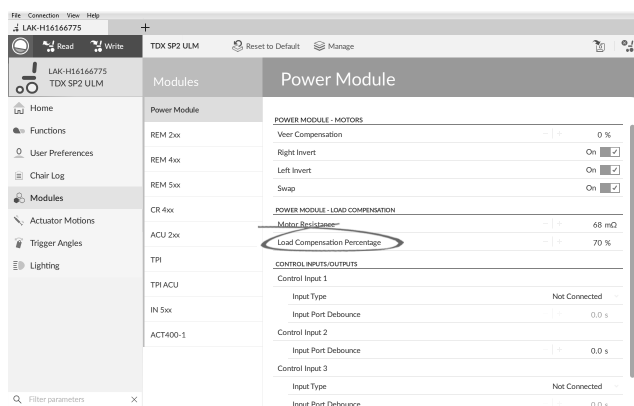 File Connection View Help
LAK-H16166775
Read Write TDX SP2 ULM Reset to Default Manage
LAK-H16166775
TDX SP2 ULM
Modules
Power Module
Home
Functions
User Preferences
Chair Log
Modules
Actuator Motions
Trigger Angles
Lighting
Filter parameters
Power Module
REM 2xx
REM 4xx
REM 5xx
CR 4xx
ACU 2xx
TPI
TPI ACU
IN 5xx
ACT400-1
POWER MODULE - MOTORS
Veer Compensation - + 0 %
Right Invert On
Left Invert On
Swap On
POWER MODULE - LOAD COMPENSATION
Motor Resistance - + 68 mΩ
Load Compensation Percentage - + 70 %
CONTROL INPUTS/OUTPUTS
Control Input 1
Input Type Not Connected
Input Port Debounce 0.0 s
Control Input 2
Input Port Debounce + 0.0 s
Control Input 3
Input Type Not Connected
Input Port Debounce 0.0 s